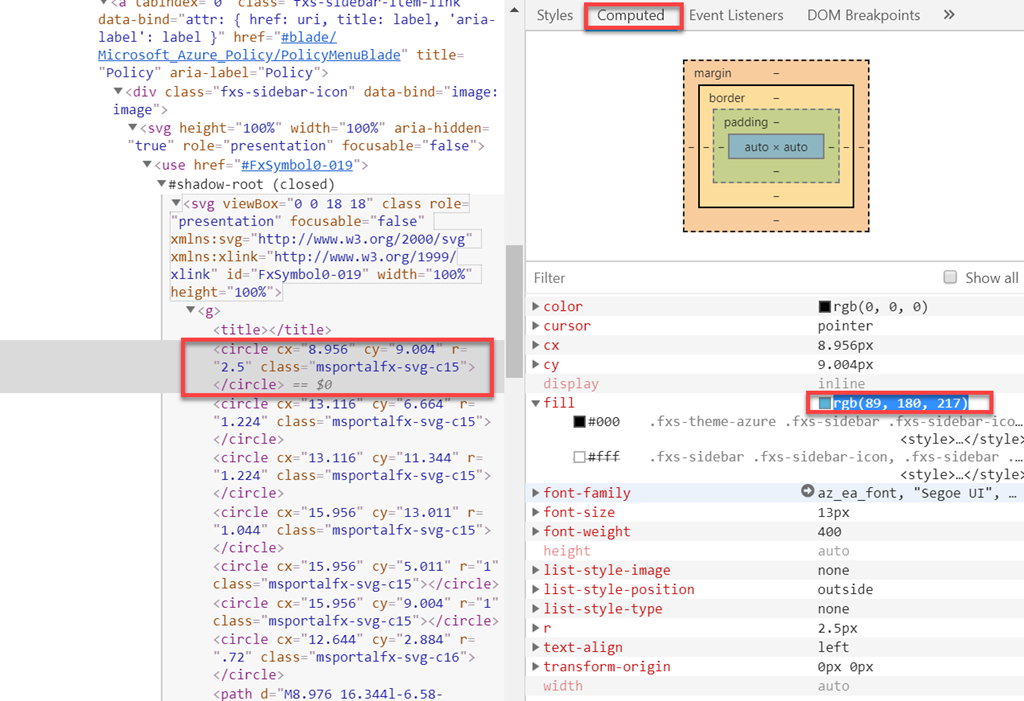 <a tabindex="0" class="fxs-sidebar-item-link"
data-bind="attr: { href: uri, title: label, 'aria-
label': label }" href="#blade/
Microsoft_Azure_Policy/PolicyMenuBlade" title=
"Policy" aria-label="Policy">
<div class="fxs-sidebar-icon" data-bind="image:
image">
<svg height="100%" width="100%" aria-hidden=
"true" role="presentation" focusable="false">
<use href="#FxSymbol0-019">
#shadow-root (closed)
<svg viewBox="0 0 18 18" class role=
"presentation" focusable="false"
xmlns:svg="http://www.w3.org/2000/svg"
xmlns:xlink="http://www.w3.org/1999/
xlink" id="FxSymbol0-019" width="100%"
height="100%">
<g>
<title></title>
<circle cx="8.956" cy="9.004" r=
"2.5" class="msportalfx-svg-c15">
</circle> == $0
<circle cx="13.116" cy="6.664" r=
"1.224" class="msportalfx-svg-c15">
</circle>
<circle cx="13.116" cy="11.344" r=
"1.224" class="msportalfx-svg-c15">
</circle>
<circle cx="15.956" cy="13.011" r=
"1.044" class="msportalfx-svg-c15">
</circle>
<circle cx="15.956" cy="5.011" r="1"
class="msportalfx-svg-c15"></circle>
<circle cx="15.956" cy="9.004" r="1"
class="msportalfx-svg-c15"></circle>
<circle cx="12.644" cy="2.884" r=
".72" class="msportalfx-svg-c16">
</circle>
<path d="M8.976 16.344l-6.58-
Styles Computed Event Listeners DOM Breakpoints »
margin –
border –
padding –
– – – auto × auto – – –
–
–
–
Filter Show all
color rgb(0, 0, 0)
cursor pointer
cx 8.956px
cy 9.004px
display inline
fill rgb(89, 180, 217)
#000 .fxs-theme-azure .fxs-sidebar .fxs-sidebar-ico…
<style>…</style>
#fff .fxs-sidebar .fxs-sidebar-icon, .fxs-sidebar ..
<style>…</style>
font-family az_ea_font, "Segoe UI", …
font-size 13px
font-weight 400
height auto
list-style-image none
list-style-position outside
list-style-type none
r 2.5px
text-align left
transform-origin 0px 0px
width auto